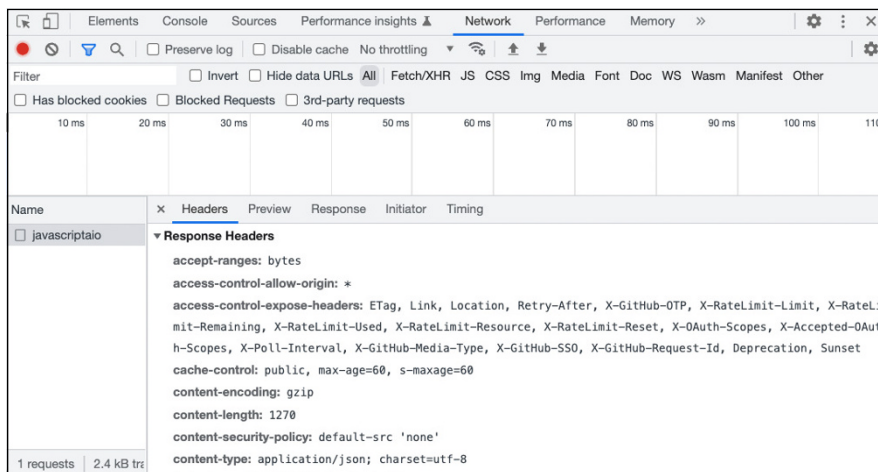 Elements Console Sources Performance insights Network Performance Memory »
Preserve log Disable cache No throttling
Filter Invert Hide data URLs All Fetch/XHR JS CSS Img Media Font Doc WS Wasm Manifest Other
Has blocked cookies Blocked Requests 3rd-party requests
10 ms 20 ms 30 ms 40 ms 50 ms 60 ms 70 ms 80 ms 90 ms 100 ms 110
Name × Headers Preview Response Initiator Timing
javascriptaio
Response Headers
accept-ranges: bytes
access-control-allow-origin: *
access-control-expose-headers: ETag, Link, Location, Retry-After, X-GitHub-OTP, X-RateLimit-Limit, X-RateLi
mit-Remaining, X-RateLimit-Used, X-RateLimit-Resource, X-RateLimit-Reset, X-OAuth-Scopes, X-Accepted-OAut
h-Scopes, X-Poll-Interval, X-GitHub-Media-Type, X-GitHub-SSO, X-GitHub-Request-Id, Deprecation, Sunset
cache-control: public, max-age=60, s-maxage=60
content-encoding: gzip
content-length: 1270
content-security-policy: default-src 'none'
content-type: application/json; charset=utf-8
1 requests 2.4 kB tra